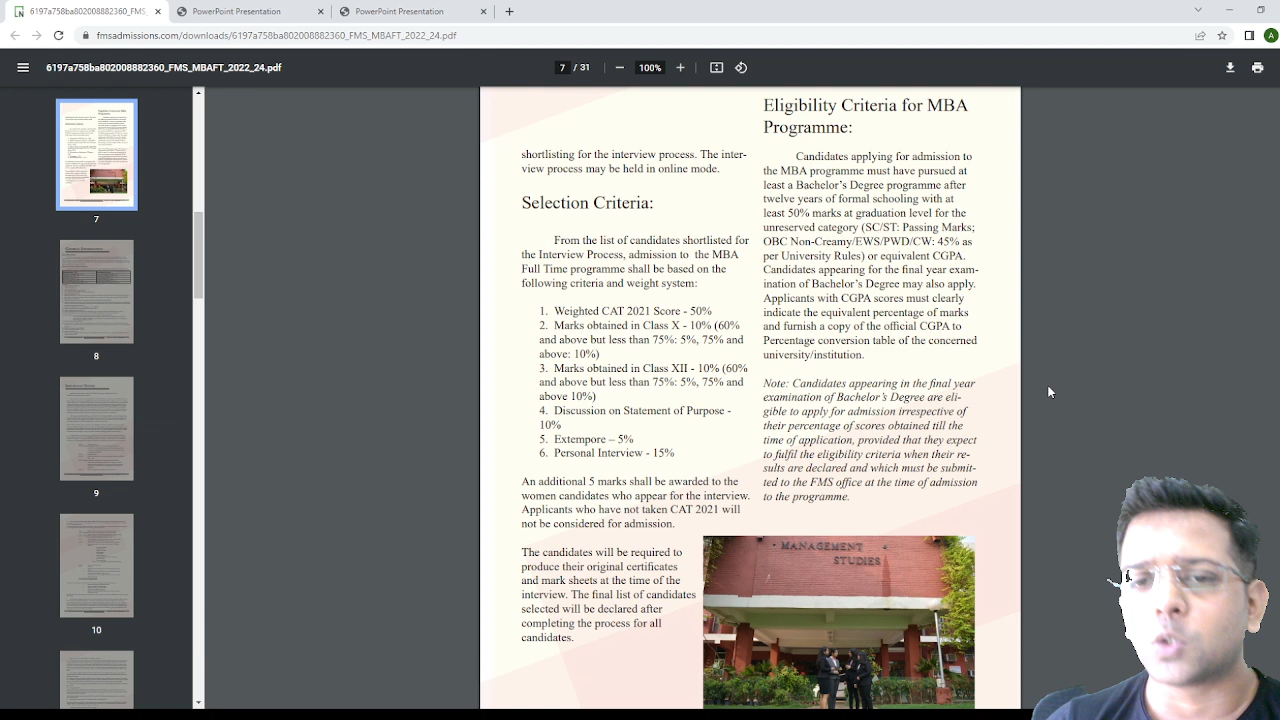 6197a758ba802008882360_FMS_
PowerPoint Presentation
PowerPoint Presentation
fmsadmissions.com/downloads/6197a758ba802008882360_FMS_MBAFT_2022_24.pdf
A
6197a758ba802008882360_FMS_MBAFT_2022_24.pdf
7 / 31
100%
7
8
9
10
shortlisting for the interview process. The inter-
view process may be held in online mode.
Selection Criteria:
From the list of candidates shortlisted for
the Interview Process, admission to the MBA
Full Time programme shall be based on the
following criteria and weight system:
1. Weighted CAT 2021 Score - 50%
2. Marks obtained in Class X - 10% (60%
and above but less than 75%: 5%, 75% and
above: 10%)
3. Marks obtained in Class XII - 10% (60%
and above but less than 75%: 5%, 75% and
above 10%)
4. Discussion on Statement of Purpose -
10%
5. Extempore – 5%
6. Personal Interview - 15%
An additional 5 marks shall be awarded to the
women candidates who appear for the interview.
Applicants who have not taken CAT 2021 will
not be considered for admission.
The candidates will be required to
produce their original certificates
and mark sheets at the time of the
interview. The final list of candidates
selected will be declared after
completing the process for all
candidates.
Eligibility Criteria for MBA
Programme:
Candidates applying for admission to
the MBA programme must have pursued at
least a Bachelor’s Degree programme after
twelve years of formal schooling with at
least 50% marks at graduation level for the
unreserved category (SC/ST: Passing Marks;
OBC Non-Creamy/EWS/PWD/CW: 45% as
per University Rules) or equivalent CGPA.
Candidates appearing for the final year exam-
ination of Bachelor’s Degree may also apply.
Applicants with CGPA scores must clearly
indicate the equivalent percentage of marks
and furnish a copy of the official CGPA to
Percentage conversion table of the concerned
university/institution.
Note: Candidates appearing in the final year
examination of Bachelor’s Degree are eli-
gible to apply for admission irrespective of
their percentage of scores obtained till the
time of application, provided that they expect
to fulfil the eligibility criteria when their re-
sults are declared and which must be submit-
ted to the FMS office at the time of admission
to the programme.
MANAGEMENT
STUDIES